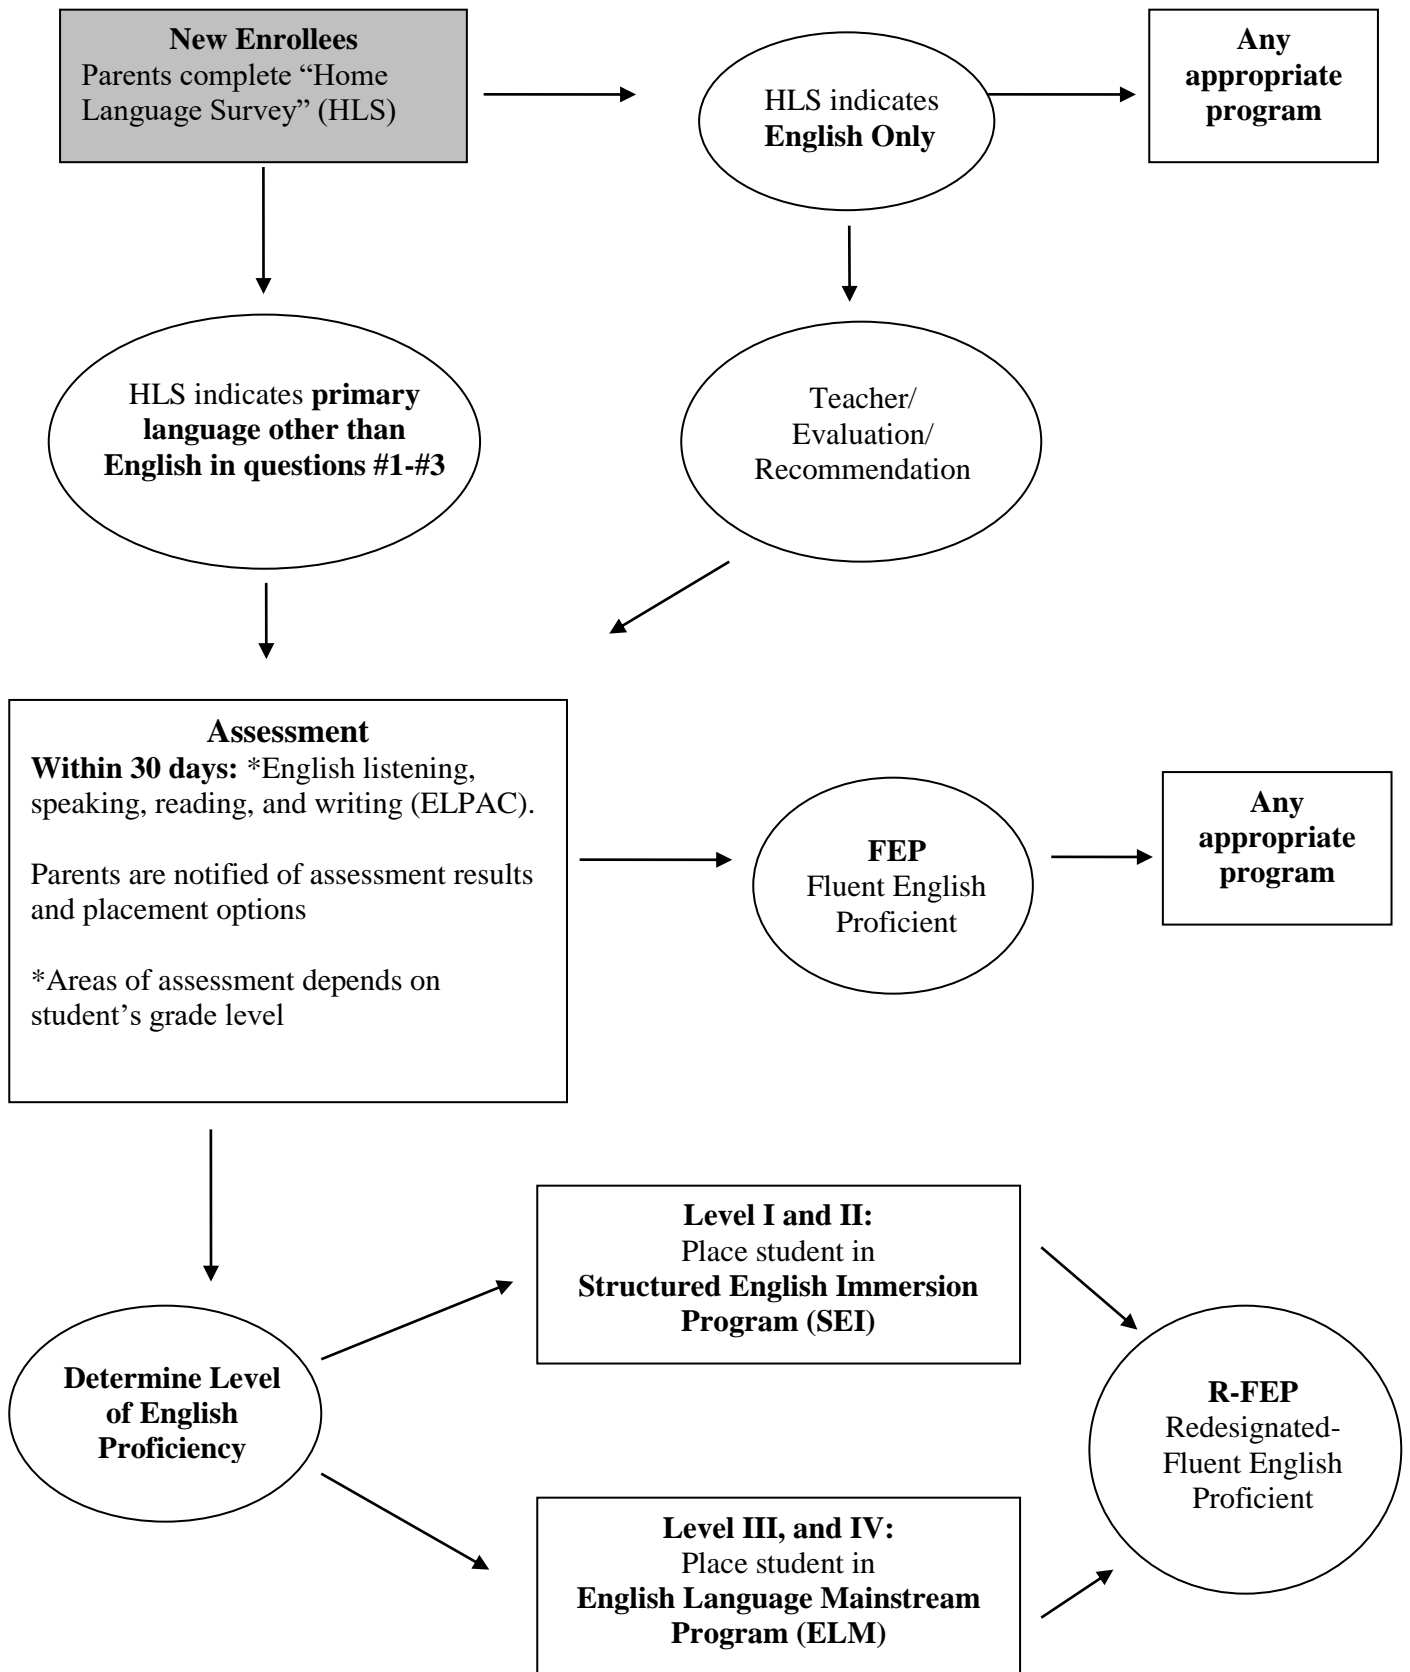 New Enrollees
Parents complete “Home
Language Survey” (HLS)
HLS indicates
English Only
Any
appropriate
program
HLS indicates primary
language other than
English in questions #1-#3
Teacher/
Evaluation/
Recommendation
Assessment
Within 30 days: *English listening,
speaking, reading, and writing (ELPAC).
Parents are notified of assessment results
and placement options
*Areas of assessment depends on
student’s grade level
FEP
Fluent English
Proficient
Any
appropriate
program
Determine Level
of English
Proficiency
Level I and II:
Place student in
Structured English Immersion
Program (SEI)
Level III, and IV:
Place student in
English Language Mainstream
Program (ELM)
R-FEP
Redesignated-
Fluent English
Proficient